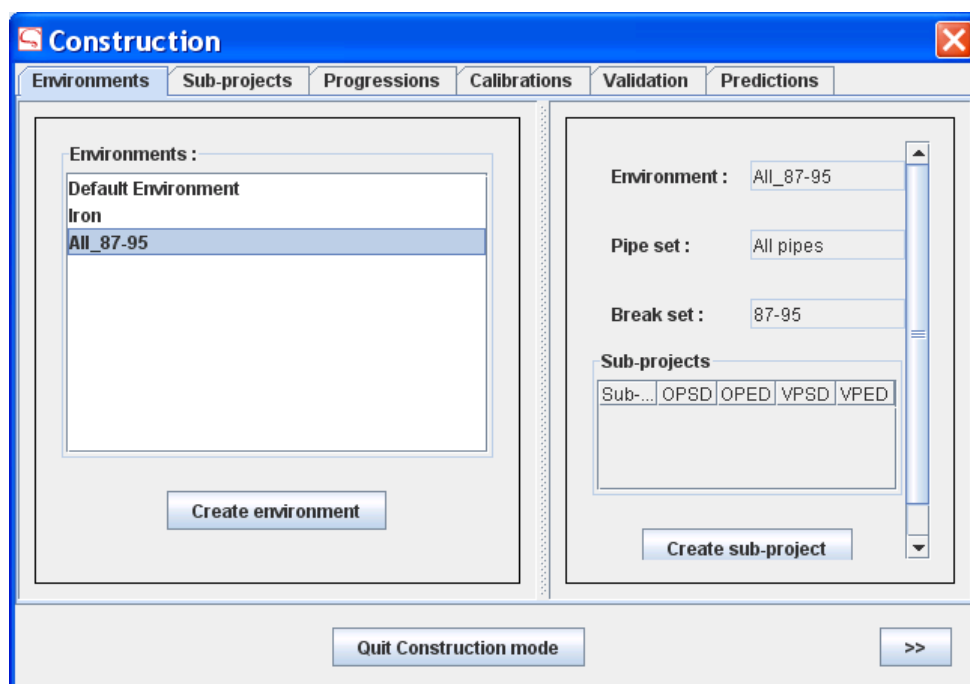 Construction
Environments Sub-projects Progressions Calibrations Validation Predictions
Environments :
Default Environment
Iron
All_87-95
Create environment
Environment : All_87-95
Pipe set : All pipes
Break set : 87-95
Sub-projects
Sub-... OPSD OPED VPSD VPED
Create sub-project
Quit Construction mode >>